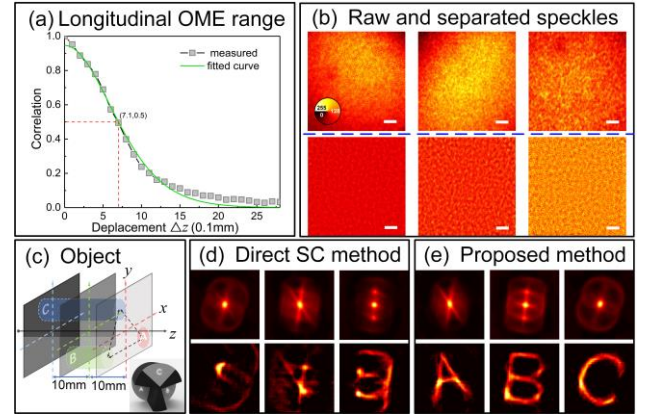 (a) Longitudinal OME range
1.0
0.8
0.6
0.4
0.2
0.0
Correlation
measured
fitted curve
(7.1,0.5)
0 5 10 15 20 25
Deplacement △z (0.1mm)
(b) Raw and separated speckles
255
0
(c) Object
y
x
z
C
B
A
10mm 10mm
C
(d) Direct SC method
(e) Proposed method
A B C